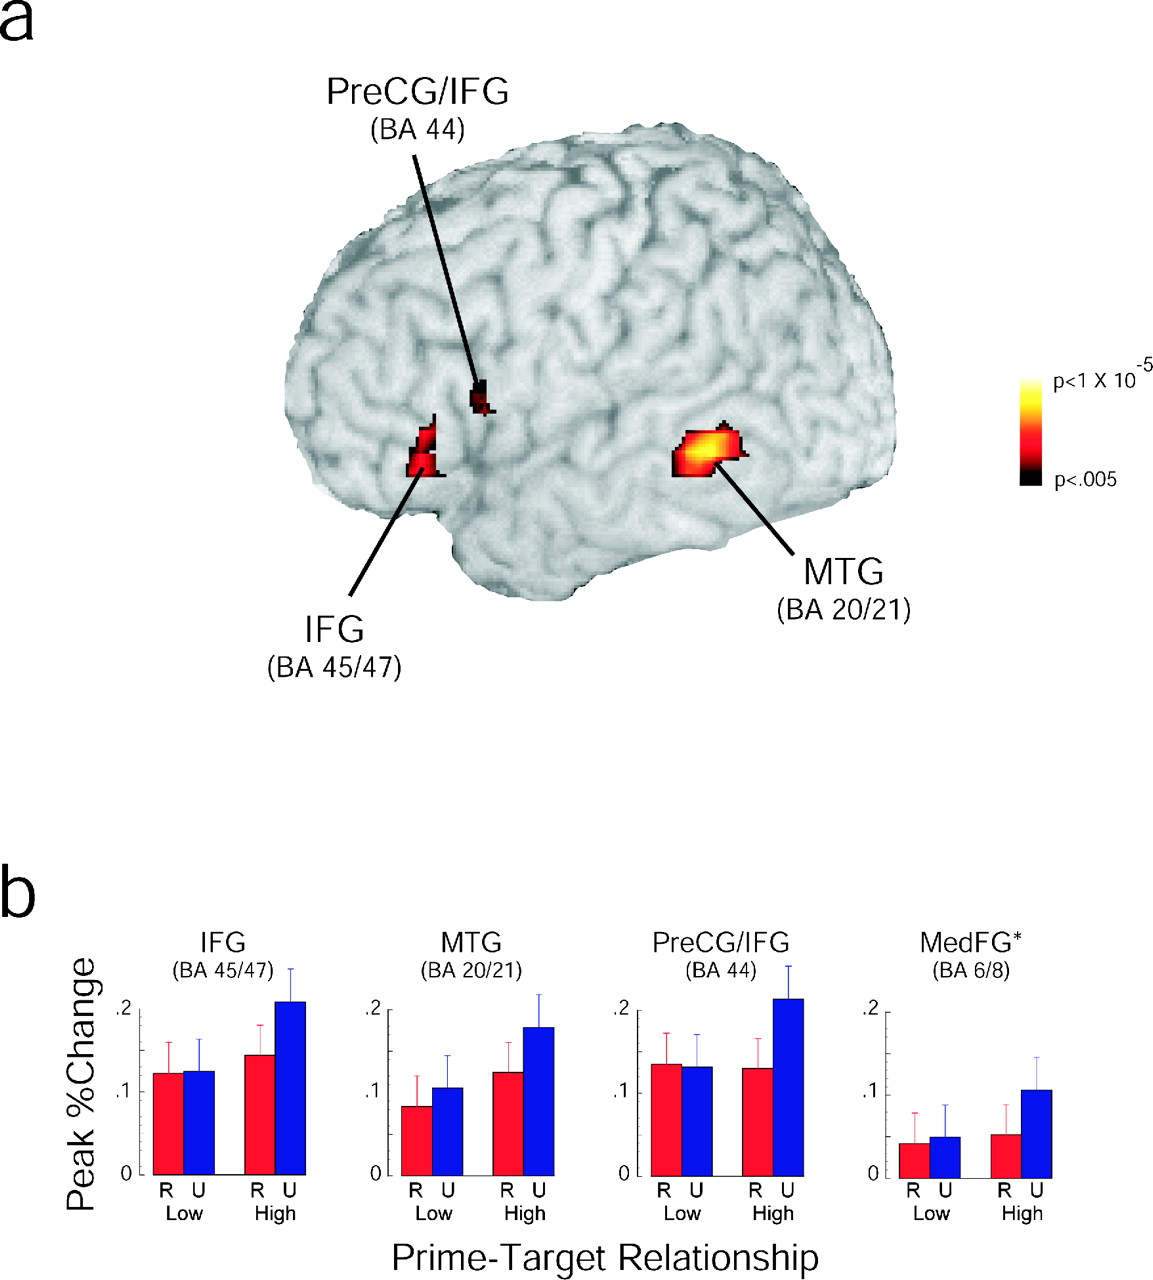 a
PreCG/IFG
(BA 44)
p<1 X 10-5
p<.005
MTG
(BA 20/21)
IFG
(BA 45/47)
b
IFG
(BA 45/47)
MTG
(BA 20/21)
PreCG/IFG
(BA 44)
MedFG*
(BA 6/8)
Peak %Change
.2
.1
0
.2
.1
0
.2
.1
0
.2
.1
0
R U R U
Low High
R U R U
Low High
R U R U
Low High
R U R U
Low High
Prime-Target Relationship